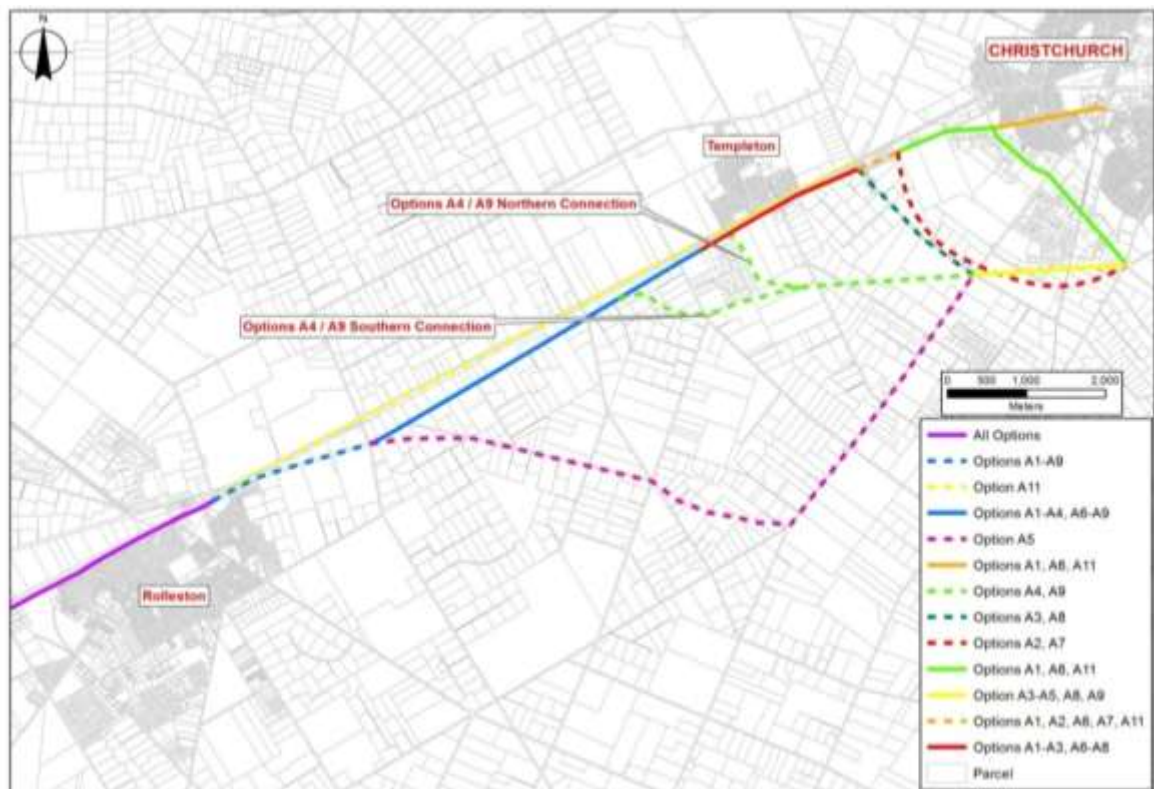 N
CHRISTCHURCH
Templeton
Options A4 / A9 Northern Connection
Options A4 / A9 Southern Connection
Rolleston
0 500 1,000 2,000
Meters
All Options
Options A1-A9
Option A11
Options A1-A4, A6-A9
Option A5
Options A1, A6, A11
Options A4, A9
Options A3, A8
Options A2, A7
Options A1, A6, A11
Option A3-A5, A8, A9
Options A1, A2, A6, A7, A11
Options A1-A3, A6-A8
Parcel